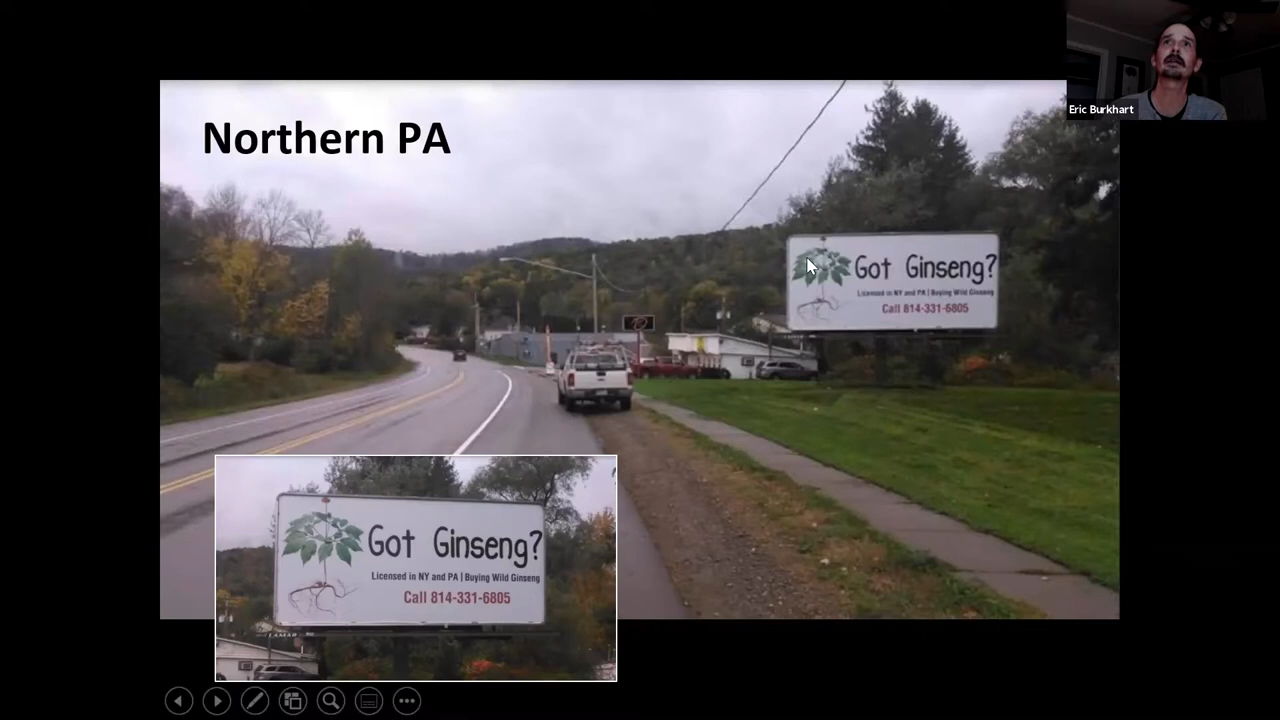 Eric Burkhart
Northern PA
Got Ginseng?
Licensed in NY and PA | Buying Wild Ginseng
Call 814-331-6805
Got Ginseng?
Licensed in NY and PA | Buying Wild Ginseng
Call 814-331-6805
LAMAR